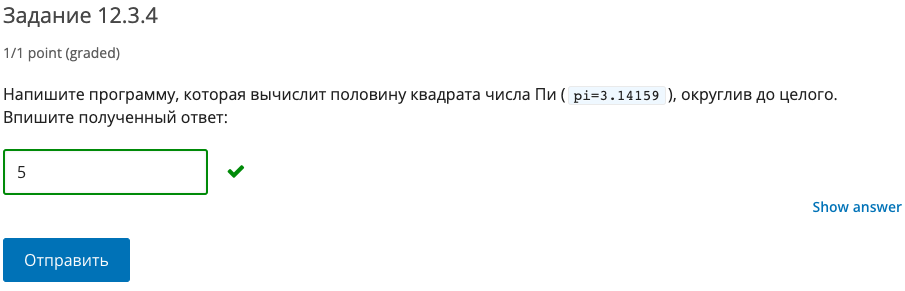 Задание 12.3.4
1/1 point (graded)
Напишите программу, которая вычислит половину квадрата числа Пи ( pi=3.14159 ), округлив до целого.
Впишите полученный ответ:
5
Show answer
Отправить